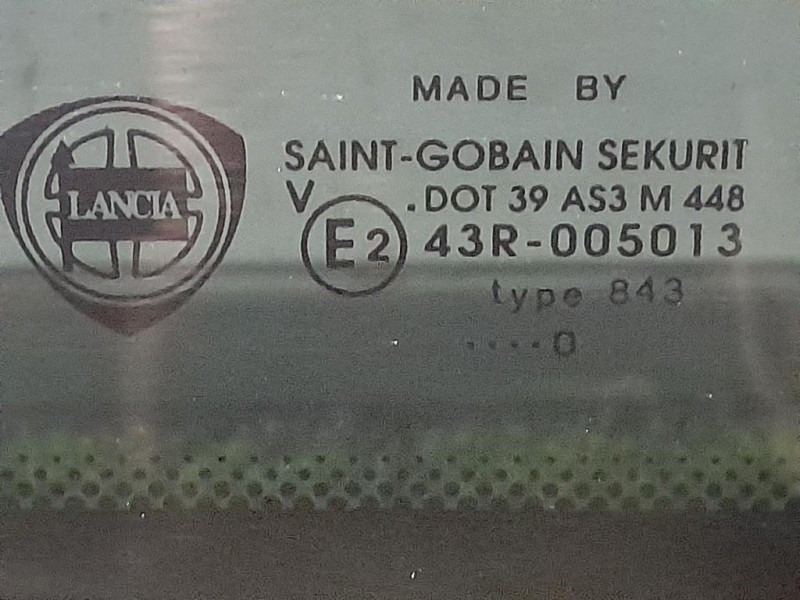 LANCIA
MADE BY
SAINT-GOBAIN SEKURIT
V .DOT 39 AS3 M 448
E2 43R-005013
type 843
····0